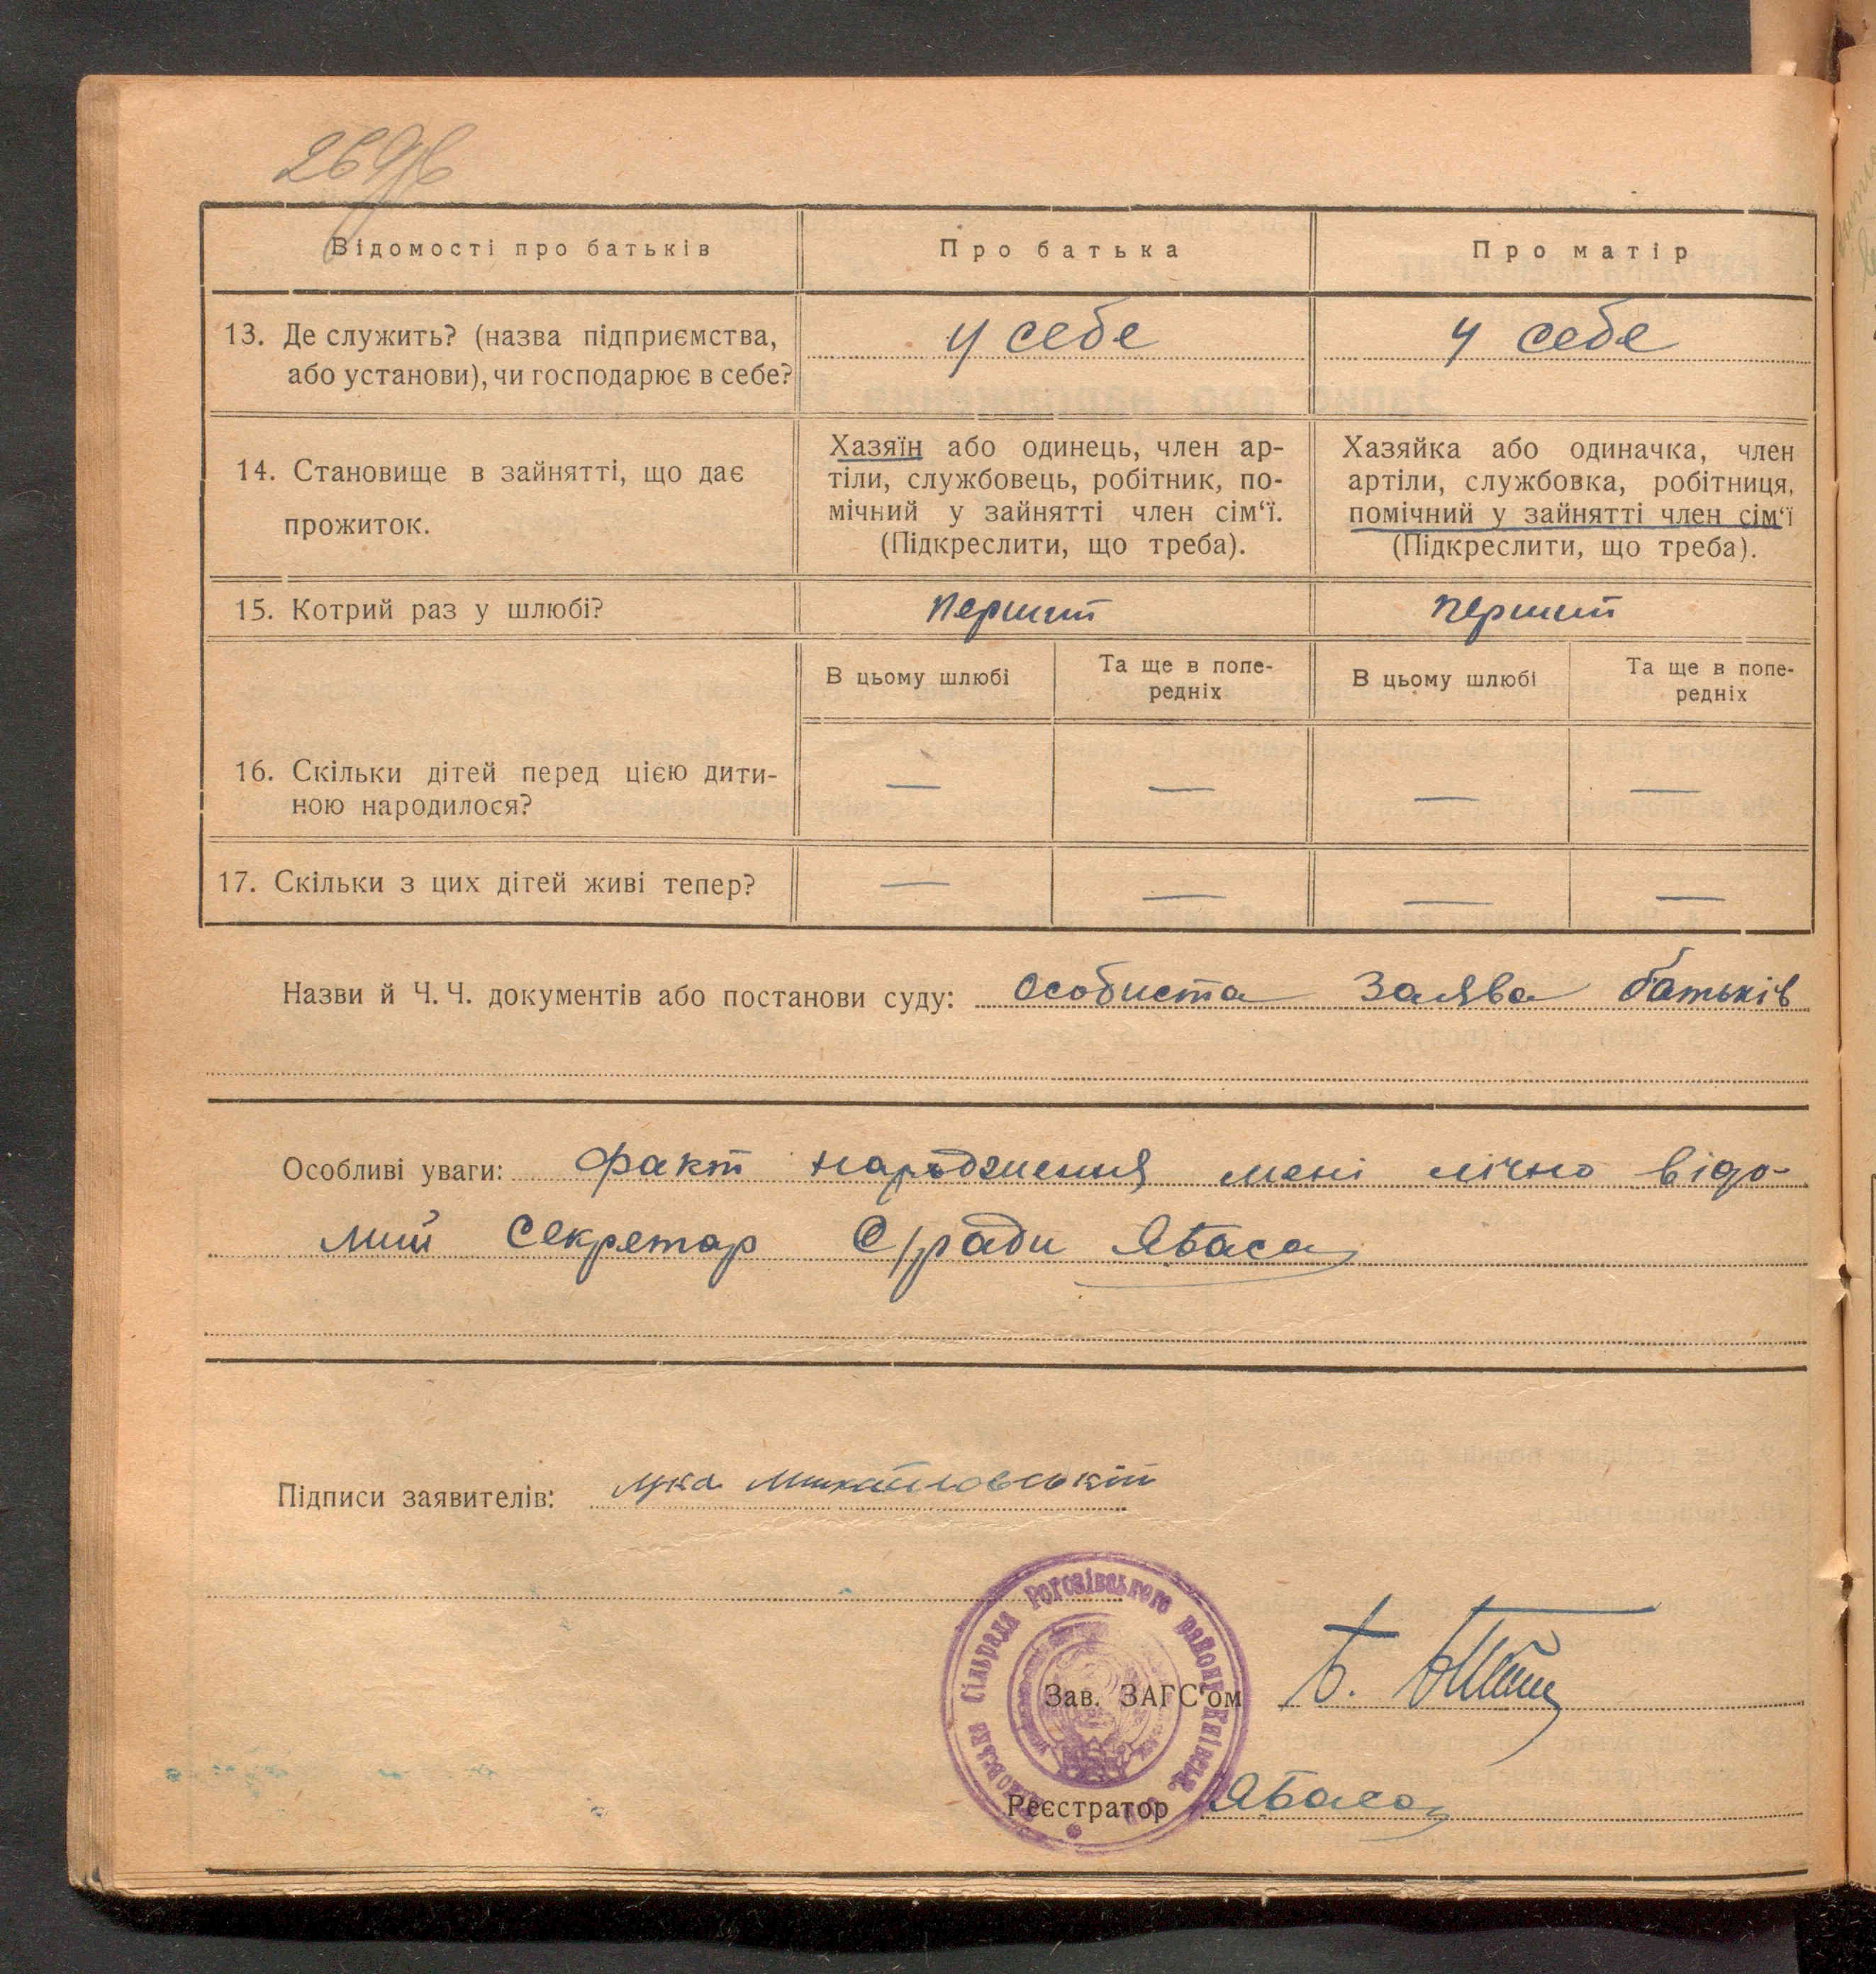 Відомості про батьків
Про батька
Про матір
13. Де служить? (назва підприємства,
або установи), чи господарює в себе?
у себе
у себе
14. Становище в зайнятті, що дає
прожиток.
Хазяїн або одинець, член ар-
тіли, службовець, робітник, по-
мічний у зайнятті член сім‘ї.
(Підкреслити, що треба).
Хазяйка або одиначка, член
артіли, службовка, робітниця,
помічний у зайнятті член сім‘ї
(Підкреслити, що треба).
15. Котрий раз у шлюбі?
перший
перший
В цьому шлюбі
Та ще в попе-
редніх
В цьому шлюбі
Та ще в попе-
редніх
16. Скільки дітей перед цією дити-
ною народилося?
— — — —
17. Скільки з цих дітей живі тепер?
— — — —
Назви й Ч. Ч. документів або постанови суду: особиста заява батьків
Особливі уваги: факт народження мені лічно відо-
мий секретар С/ради
Підписи заявителів: Лука Михайловський
Сільрада Рогозівського району Київськ.
Зав. ЗАГС‘ом
Реєстратор